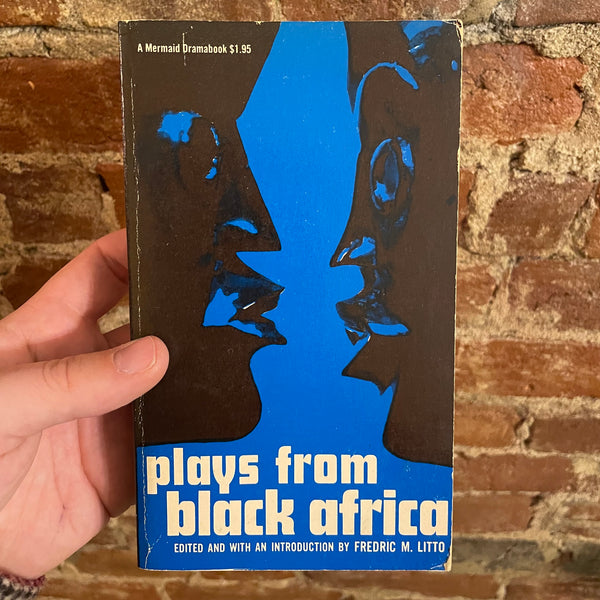 A Mermaid Dramabook $1.95
plays from
black africa
EDITED AND WITH AN INTRODUCTION BY FREDRIC M. LITTO